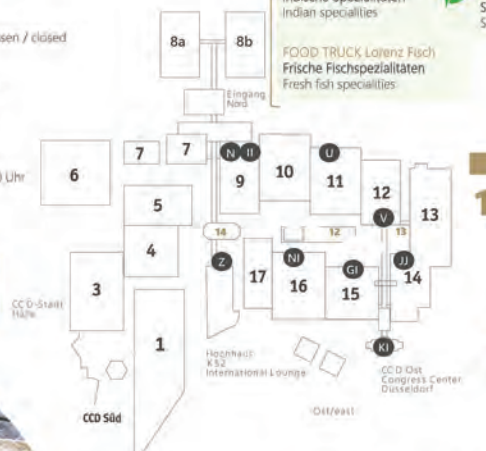 Indian specialities
FOOD TRUCK Lorenz Fisch
Frische Fischspezialitäten
Fresh fish specialities
sen / closed
Uhr
8a
8b
Eingang
Nord
6
7
7
N
II
9
10
U
11
12
13
5
4
3
14
12
V
13
Z
17
NI
16
GI
15
JJ
14
1
KI
CCD Stadt
Halle
CCD Süd
Hochhaus
International Lounge
CCD Ost
Congress Center
Düsseldorf
Ost/east